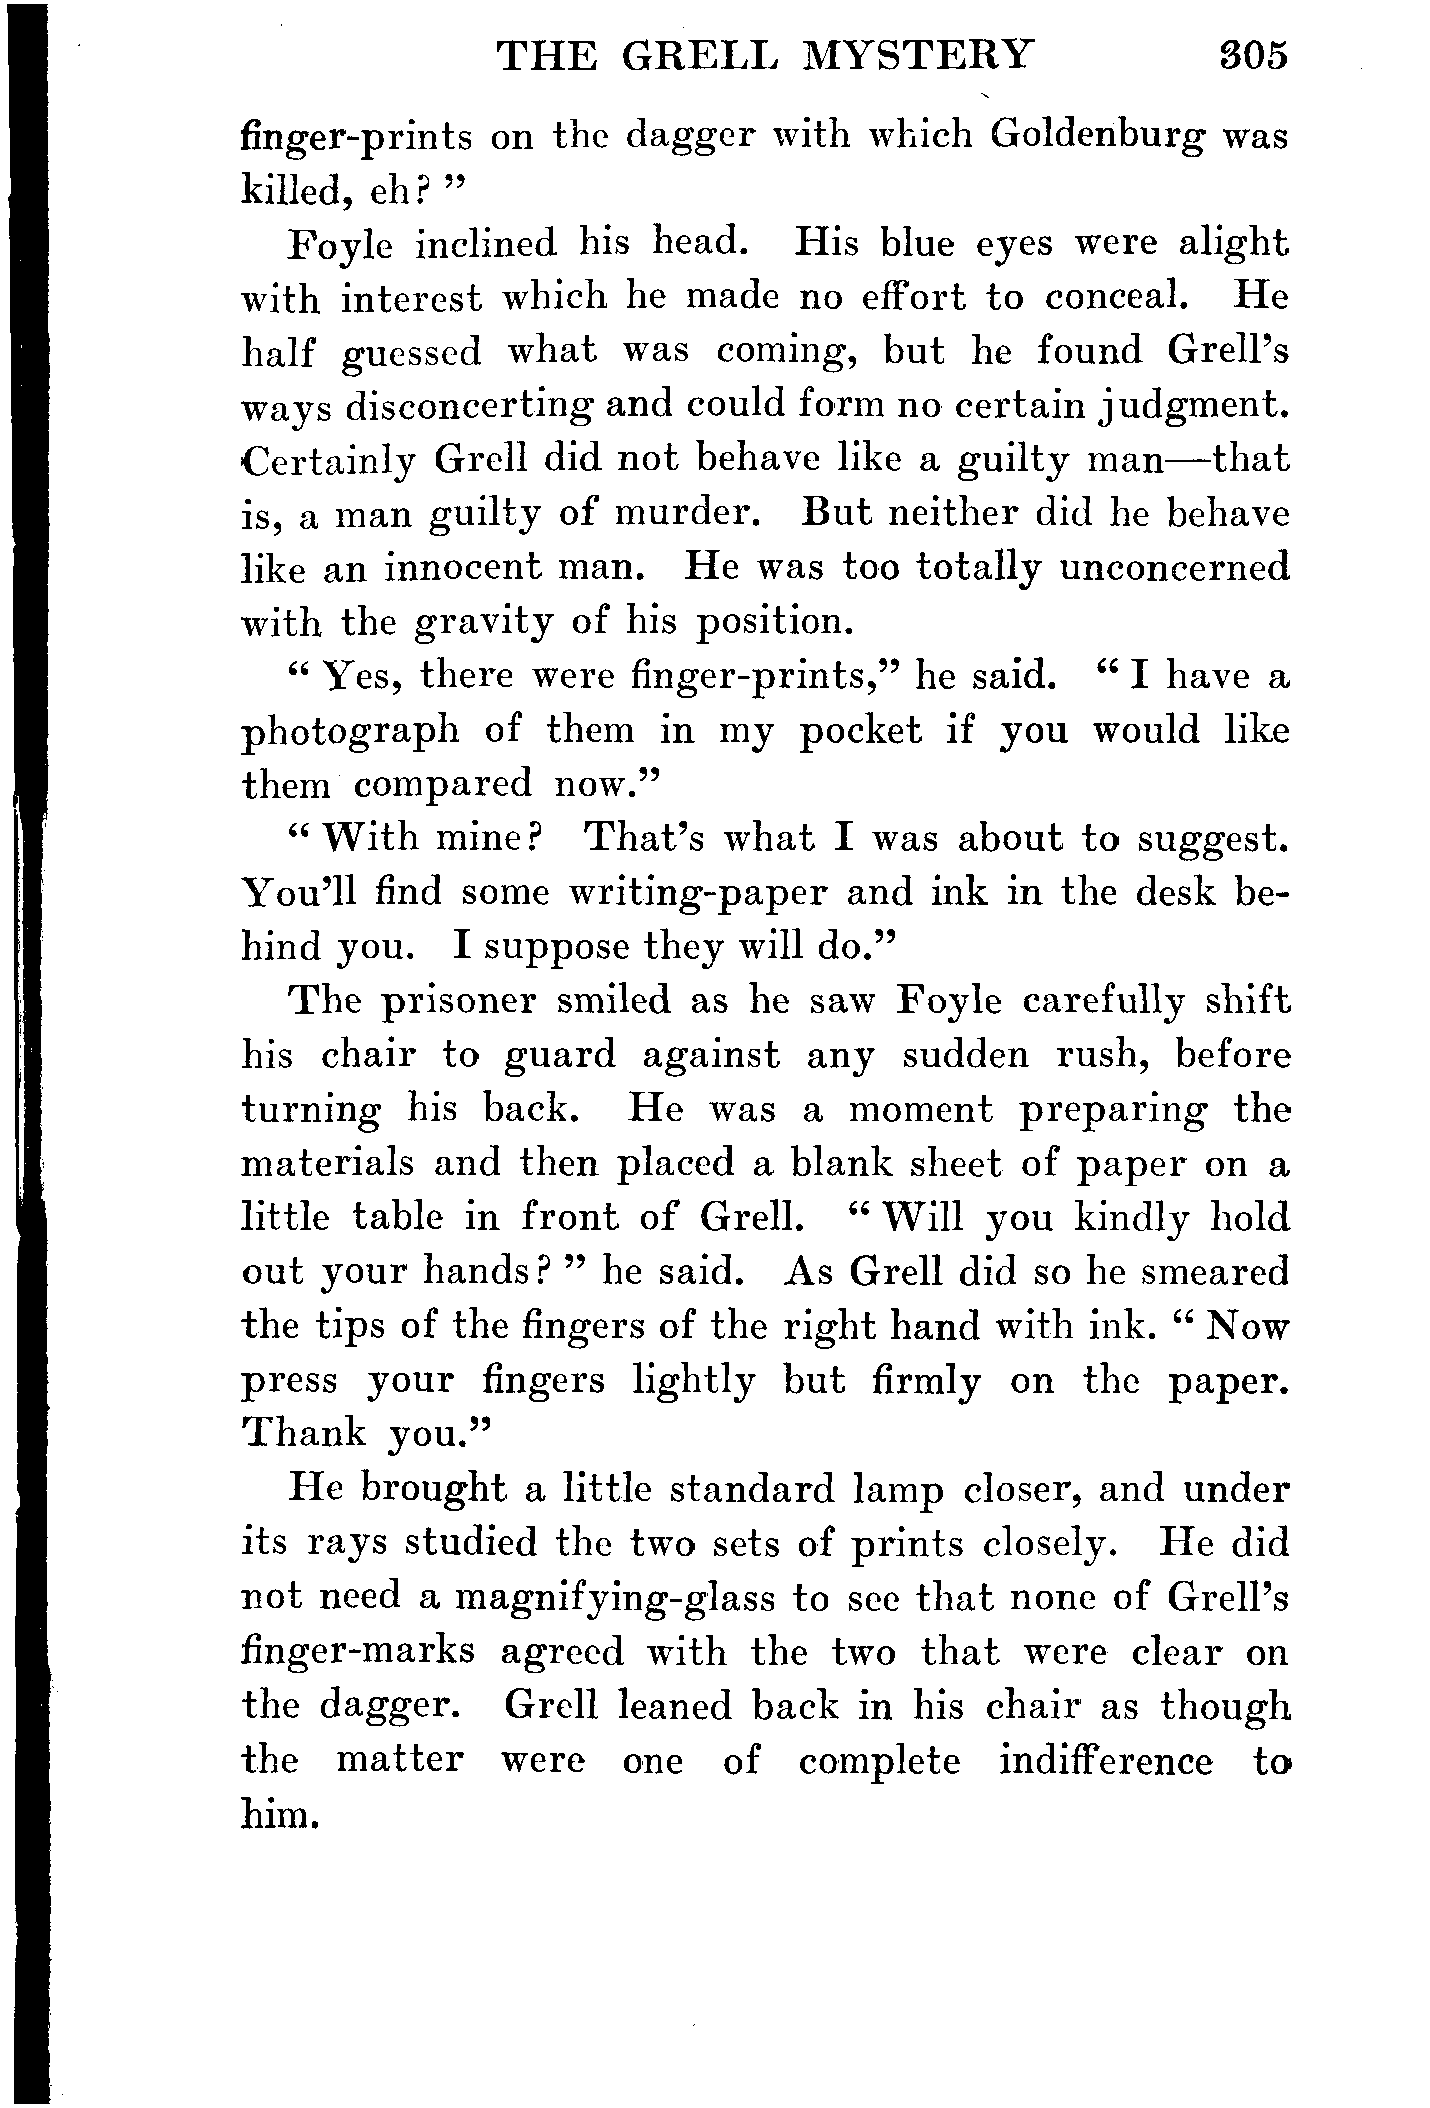 THE GRELL MYSTERY 305
finger-prints on the dagger with which Goldenburg was
killed, eh? ”
Foyle inclined his head. His blue eyes were alight
with interest which he made no effort to conceal. He
half guessed what was coming, but he found Grell’s
ways disconcerting and could form no certain judgment.
Certainly Grell did not behave like a guilty man—that
is, a man guilty of murder. But neither did he behave
like an innocent man. He was too totally unconcerned
with the gravity of his position.
“ Yes, there were finger-prints,” he said. “ I have a
photograph of them in my pocket if you would like
them compared now.”
“ With mine? That’s what I was about to suggest.
You’ll find some writing-paper and ink in the desk be-
hind you. I suppose they will do.”
The prisoner smiled as he saw Foyle carefully shift
his chair to guard against any sudden rush, before
turning his back. He was a moment preparing the
materials and then placed a blank sheet of paper on a
little table in front of Grell. “ Will you kindly hold
out your hands? ” he said. As Grell did so he smeared
the tips of the fingers of the right hand with ink. “ Now
press your fingers lightly but firmly on the paper.
Thank you.”
He brought a little standard lamp closer, and under
its rays studied the two sets of prints closely. He did
not need a magnifying-glass to see that none of Grell’s
finger-marks agreed with the two that were clear on
the dagger. Grell leaned back in his chair as though
the matter were one of complete indifference to
him.